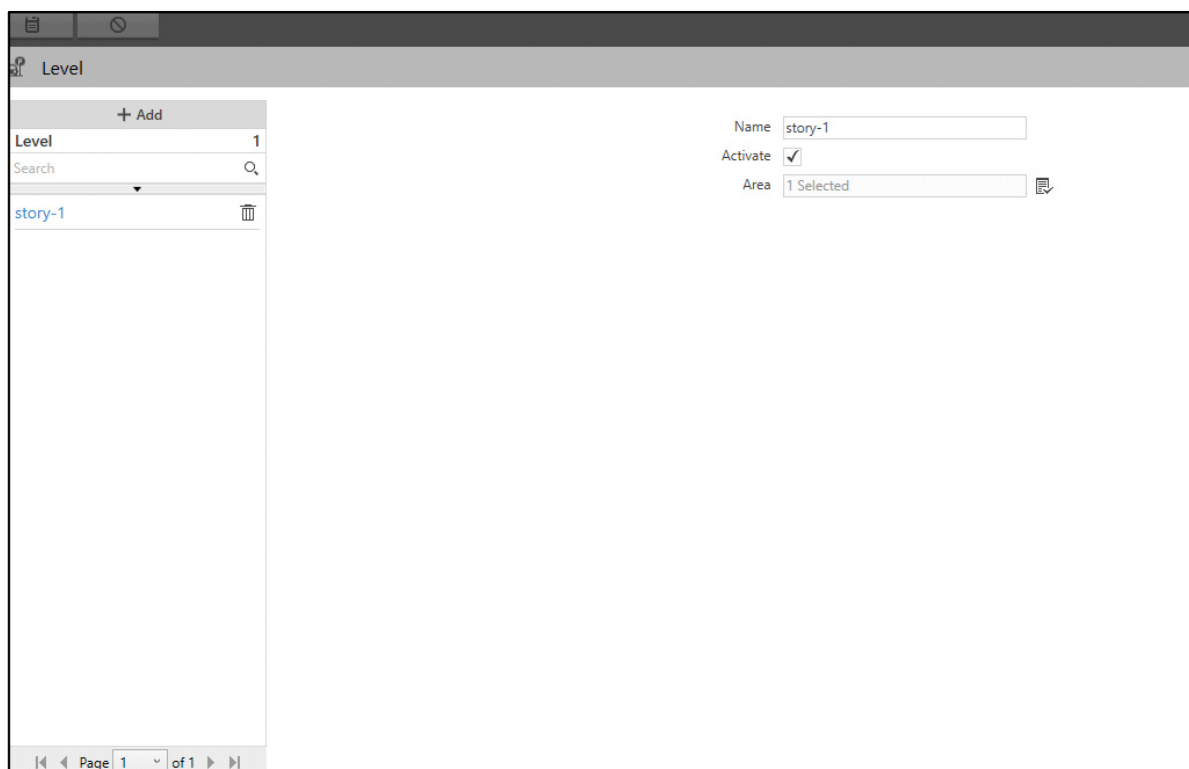 Level
+ Add
Level 1
Search
story-1
Name story-1
Activate
Area 1 Selected
Page 1 of 1